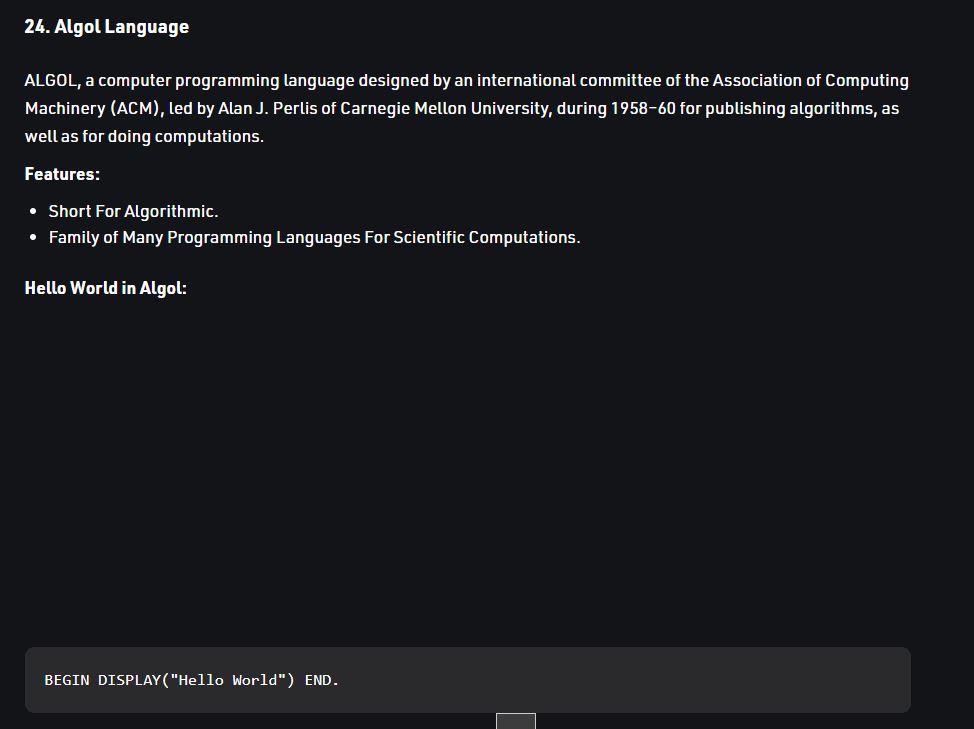 24. Algol Language
ALGOL, a computer programming language designed by an international committee of the Association of Computing
Machinery (ACM), led by Alan J. Perlis of Carnegie Mellon University, during 1958–60 for publishing algorithms, as
well as for doing computations.
Features:
• Short For Algorithmic.
• Family of Many Programming Languages For Scientific Computations.
Hello World in Algol:
BEGIN DISPLAY("Hello World") END.